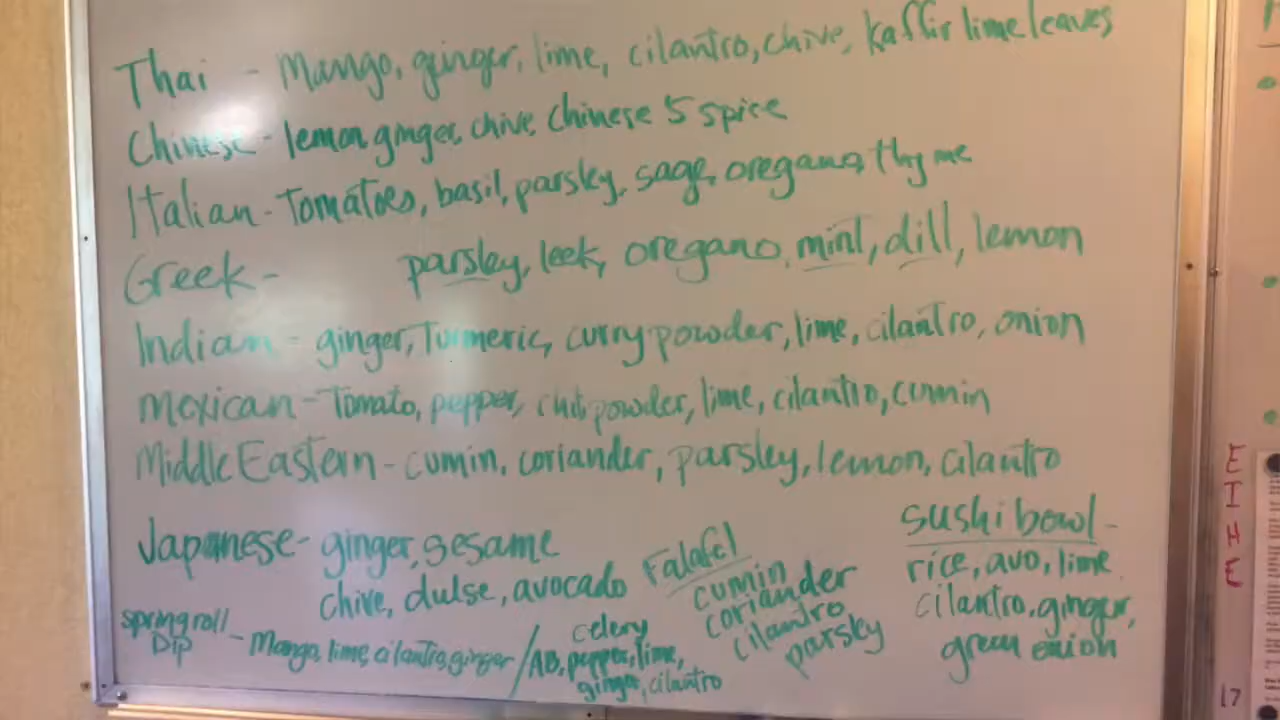 Thai - Mango, ginger, lime, cilantro, chive, kaffir lime leaves
Chinese - lemon, ginger, chive, Chinese 5 spice
Italian - Tomatoes, basil, parsley, sage, oregano, thyme
Greek - parsley, leek, oregano, mint, dill, lemon
Indian - ginger, Turmeric, curry powder, lime, cilantro, onion
Mexican - Tomato, pepper, chili powder, lime, cilantro, cumin
Middle Eastern - cumin, coriander, parsley, lemon, cilantro
Japanese - ginger, sesame
chive, dulse, avocado
Falafel
cumin
coriander
cilantro
parsley
sushi bowl -
rice, avo, lime
cilantro, ginger,
green onion
spring roll
Dip - Mango, lime, cilantro, ginger / AB, pepper, lime,
celery
ginger, cilantro
E
I
H
E
17